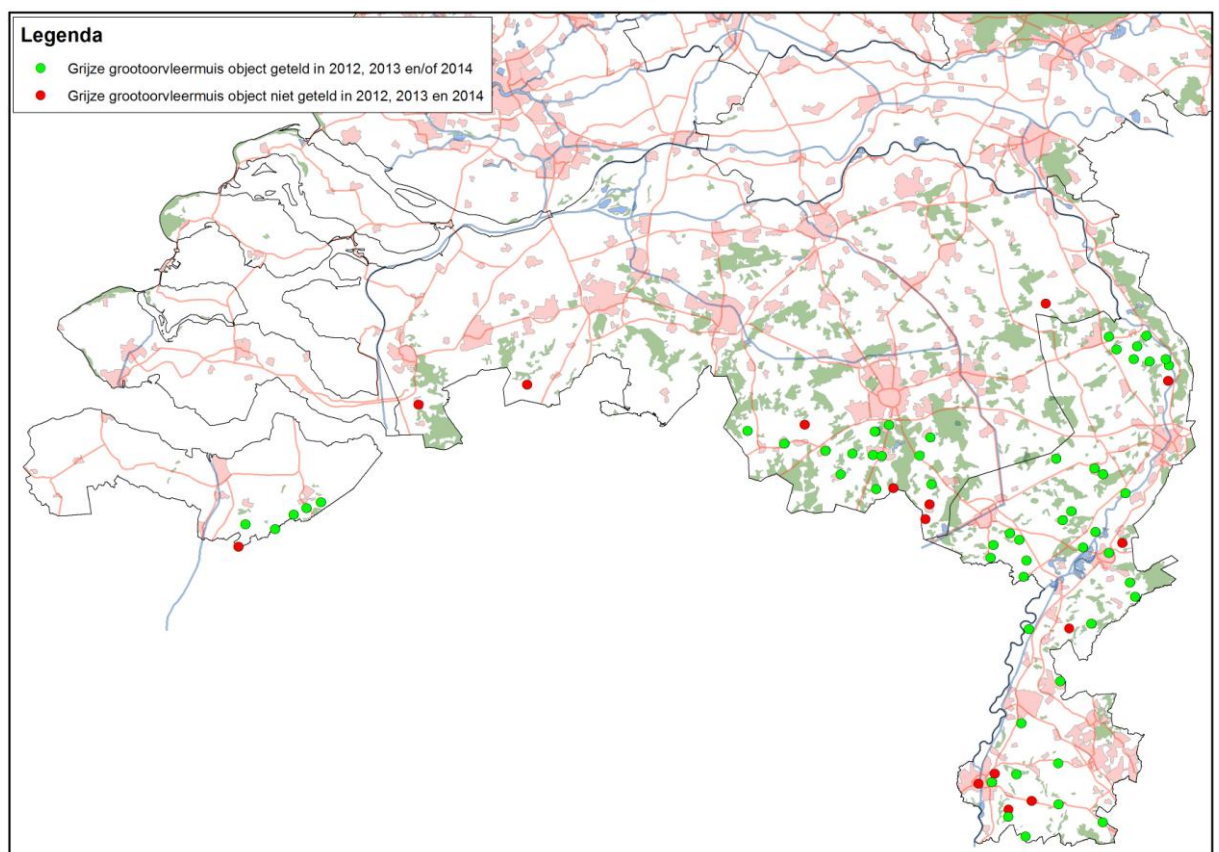 Legenda
Grijze grootoorvleermuis object geteld in 2012, 2013 en/of 2014
Grijze grootoorvleermuis object niet geteld in 2012, 2013 en 2014